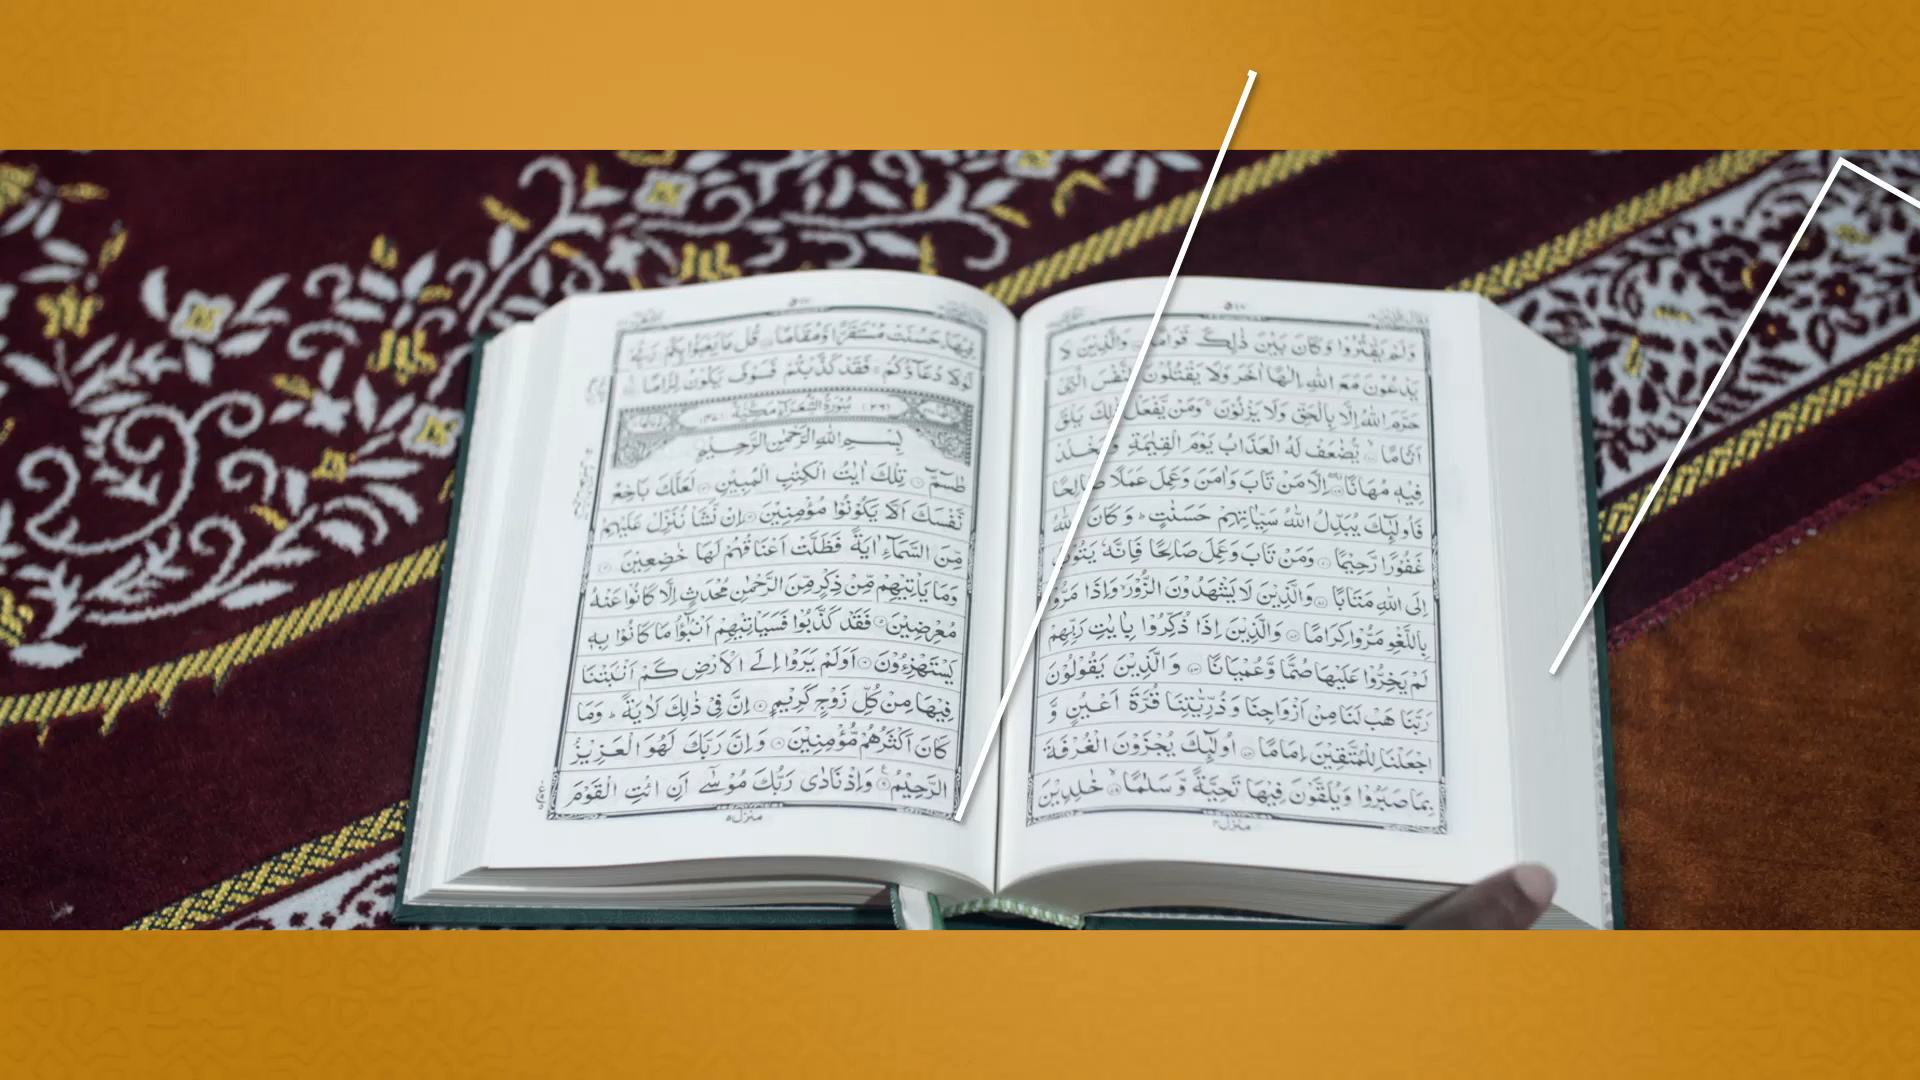 وَلَمْ يَقْتُرُوْا وَكَانَ بَيْنَ ذٰلِكَ قَوَامًا وَالَّذِيْنَ لَا
يَدْعُوْنَ مَعَ اللّٰهِ اِلٰهًا اٰخَرَ وَلَا يَقْتُلُوْنَ النَّفْسَ الَّتِيْ
حَرَّمَ اللّٰهُ اِلَّا بِالْحَقِّ وَلَا يَزْنُوْنَ وَمَنْ يَّفْعَلْ ذٰلِكَ يَلْقَ
اَثَامًا يُّضٰعَفْ لَهُ الْعَذَابُ يَوْمَ الْقِيٰمَةِ وَيَخْلُدْ
فِيْهٖ مُهَانًا اِلَّا مَنْ تَابَ وَاٰمَنَ وَعَمِلَ عَمَلًا صَالِحًا
فَاُولٰٓئِكَ يُبَدِّلُ اللّٰهُ سَيِّاٰتِهِمْ حَسَنٰتٍ ؕ وَكَانَ اللّٰهُ
غَفُوْرًا رَّحِيْمًا وَمَنْ تَابَ وَعَمِلَ صَالِحًا فَاِنَّهٗ يَتُوْبُ
اِلَى اللّٰهِ مَتَابًا وَالَّذِيْنَ لَا يَشْهَدُوْنَ الزُّوْرَ وَاِذَا مَرُّوْا
بِاللَّغْوِ مَرُّوْا كِرَامًا وَالَّذِيْنَ اِذَا ذُكِّرُوْا بِاٰيٰتِ رَبِّهِمْ
لَمْ يَخِرُّوْا عَلَيْهَا صُمًّا وَّعُمْيَانًا وَالَّذِيْنَ يَقُوْلُوْنَ
رَبَّنَا هَبْ لَنَا مِنْ اَزْوَاجِنَا وَذُرِّيّٰتِنَا قُرَّةَ اَعْيُنٍ وَّ
اجْعَلْنَا لِلْمُتَّقِيْنَ اِمَامًا اُولٰٓئِكَ يُجْزَوْنَ الْغُرْفَةَ
بِمَا صَبَرُوْا وَيُلَقَّوْنَ فِيْهَا تَحِيَّةً وَّسَلٰمًا خٰلِدِيْنَ
فِيْهَا حَسُنَتْ مُسْتَقَرًّا وَّمُقَامًا قُلْ مَا يَعْبَؤُا بِكُمْ رَبِّيْ
لَوْلَا دُعَآؤُكُمْ فَقَدْ كَذَّبْتُمْ فَسَوْفَ يَكُوْنُ لِزَامًا
(٢٦) سُوْرَةُ الشُّعَرَآءِ مَكِّيَّةٌ
بِسْمِ اللّٰهِ الرَّحْمٰنِ الرَّحِيْمِ
طٰسٓمّٓ تِلْكَ اٰيٰتُ الْكِتٰبِ الْمُبِيْنِ لَعَلَّكَ بَاخِعٌ
نَّفْسَكَ اَلَّا يَكُوْنُوْا مُؤْمِنِيْنَ اِنْ نَّشَاْ نُنَزِّلْ عَلَيْهِمْ
مِّنَ السَّمَآءِ اٰيَةً فَظَلَّتْ اَعْنَاقُهُمْ لَهَا خٰضِعِيْنَ
وَمَا يَاْتِيْهِمْ مِّنْ ذِكْرٍ مِّنَ الرَّحْمٰنِ مُحْدَثٍ اِلَّا كَانُوْا عَنْهُ
مُعْرِضِيْنَ فَقَدْ كَذَّبُوْا فَسَيَاْتِيْهِمْ اَنْۢبٰٓؤُا مَا كَانُوْا بِهٖ
يَسْتَهْزِءُوْنَ اَوَلَمْ يَرَوْا اِلَى الْاَرْضِ كَمْ اَنْۢبَتْنَا
فِيْهَا مِنْ كُلِّ زَوْجٍ كَرِيْمٍ اِنَّ فِيْ ذٰلِكَ لَاٰيَةً ؕ وَمَا
كَانَ اَكْثَرُهُمْ مُّؤْمِنِيْنَ وَاِنَّ رَبَّكَ لَهُوَ الْعَزِيْزُ
الرَّحِيْمُ وَاِذْ نَادٰى رَبُّكَ مُوْسٰٓى اَنِ ائْتِ الْقَوْمَ